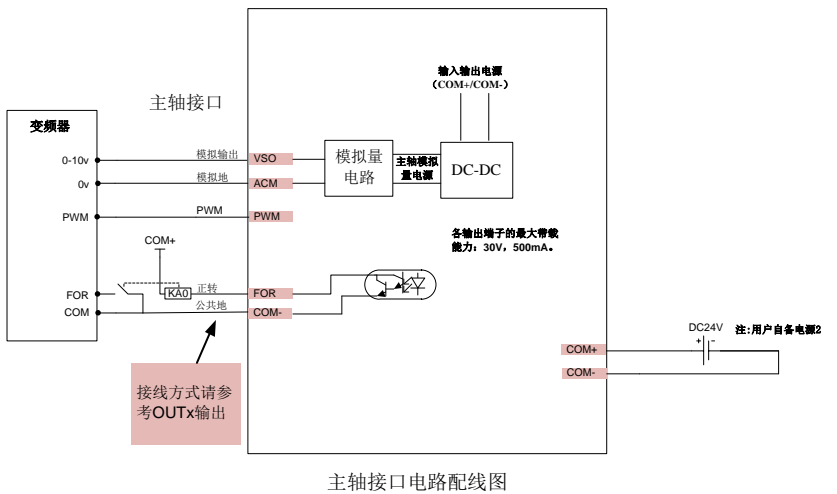 输入输出电源
（COM+/COM-）
主轴接口
变频器
0-10v
模拟输出
VSO
模拟量
电路
主轴模拟
量电源
DC-DC
0v
模拟地
ACM
PWM
PWM
PWM
各输出端子的最大带载
能力：30V，500mA。
COM+
FOR
KA0
正转
FOR
COM
公共地
COM-
DC24V
注:用户自备电源2
+
-
COM+
COM-
接线方式请参
考OUTx输出
主轴接口电路配线图